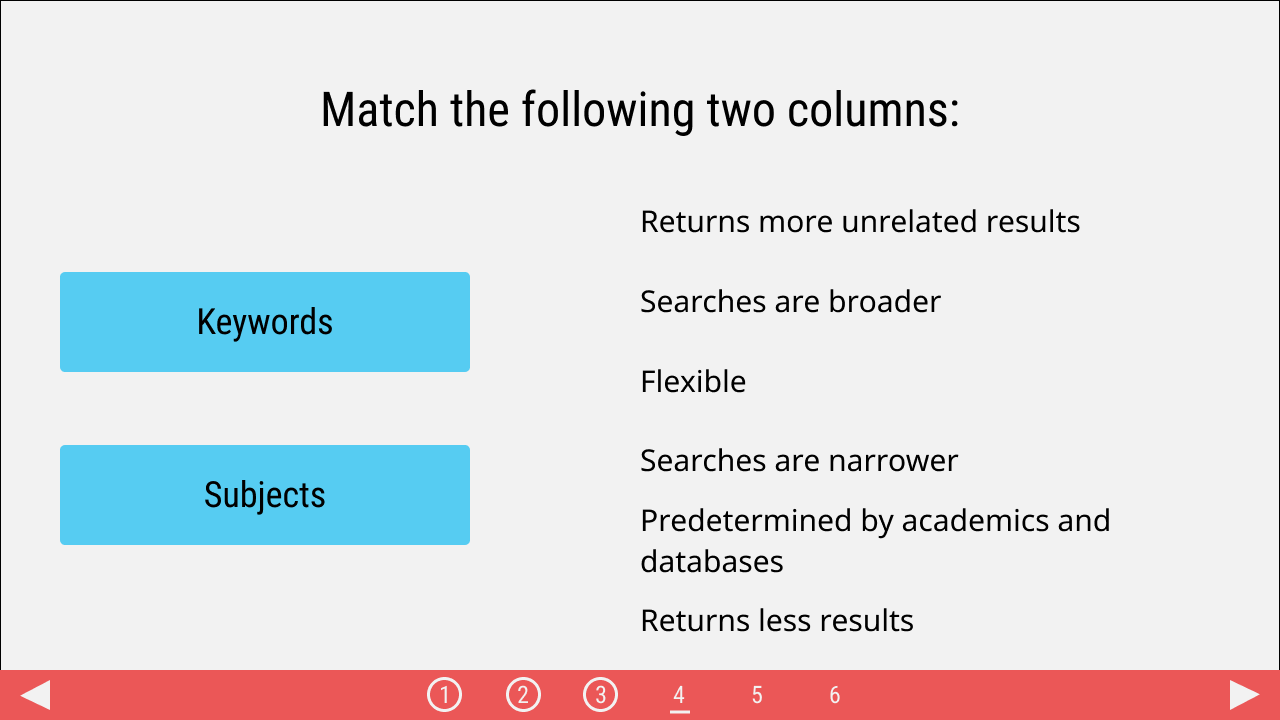 Match the following two columns:
Keywords
Subjects
Returns more unrelated results
Searches are broader
Flexible
Searches are narrower
Predetermined by academics and
databases
Returns less results
1 2 3 4 5 6